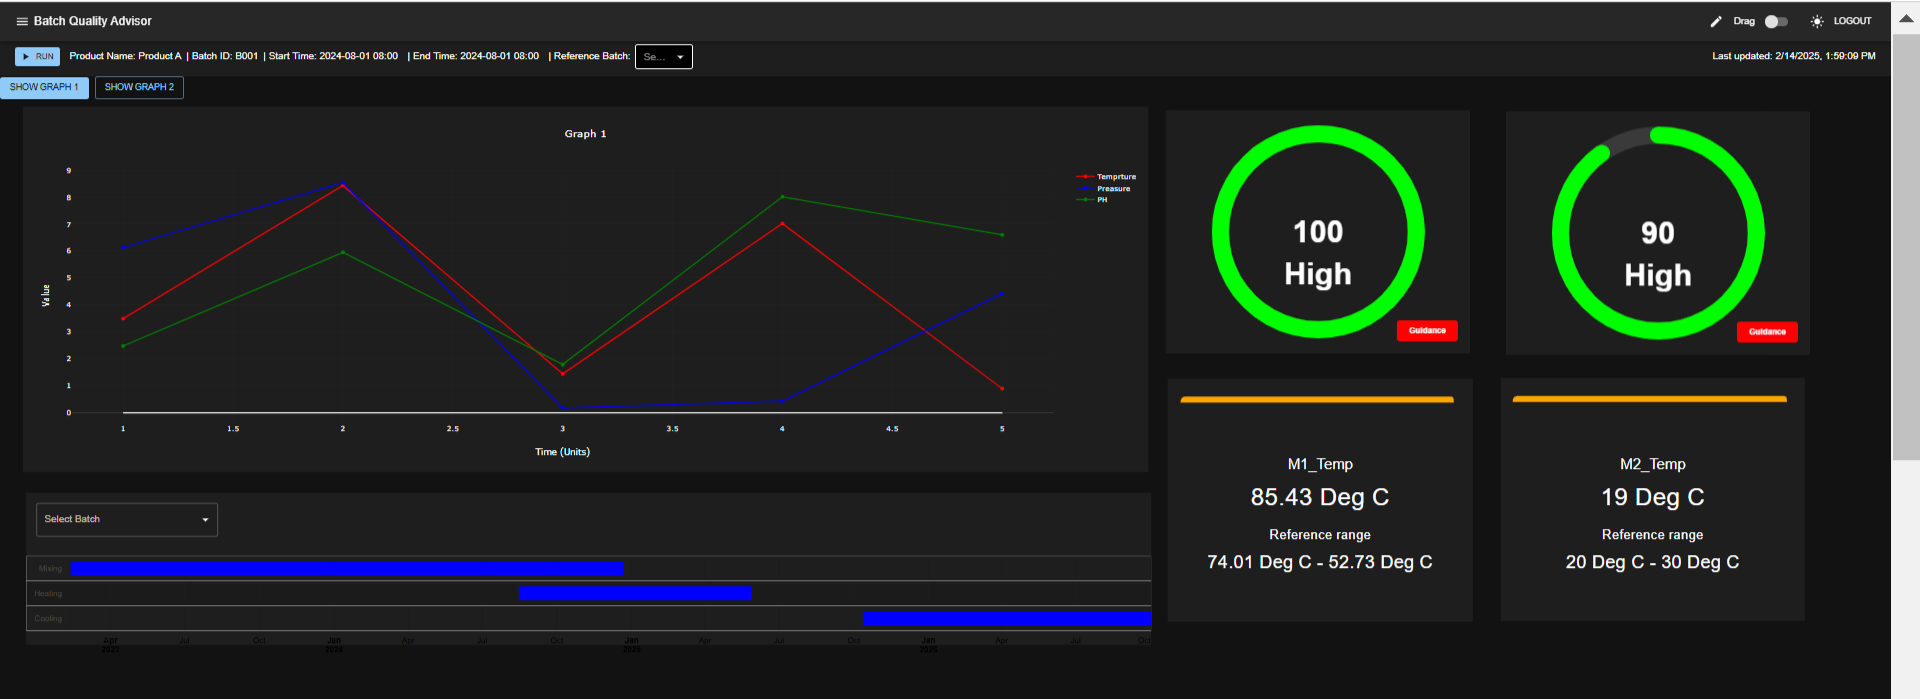 Batch Quality Advisor
Drag
LOGOUT
RUN
Product Name: Product A | Batch ID: B001 | Start Time: 2024-08-01 08:00 | End Time: 2024-08-01 08:00 | Reference Batch:
Se...
Last updated: 2/14/2025, 1:59:09 PM
SHOW GRAPH 1
SHOW GRAPH 2
Graph 1
9
8
7
6
5
4
3
2
1
0
Value
1 1.5 2 2.5 3 3.5 4 4.5 5
Time (Units)
Temprture
Preasure
PH
100
High
Guidance
90
High
Guidance
M1_Temp
85.43 Deg C
Reference range
74.01 Deg C - 52.73 Deg C
M2_Temp
19 Deg C
Reference range
20 Deg C - 30 Deg C
Select Batch
Mixing
Heating
Cooling
Apr Jul Oct Jan Apr Jul Oct Jan Apr Jul Oct Jan Apr Jul Oct
2023 2024 2025 2026